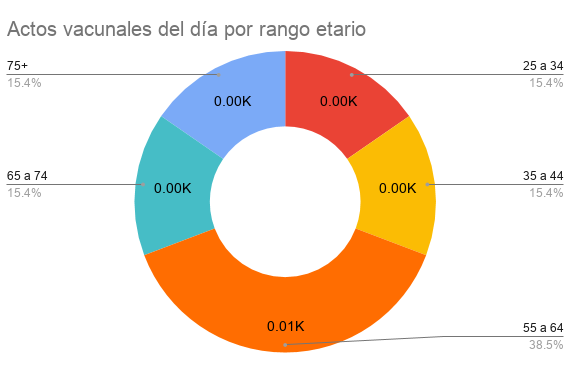 Actos vacunales del día por rango etario
75+
15.4%
25 a 34
15.4%
0.00K
0.00K
65 a 74
15.4%
35 a 44
15.4%
0.00K
0.00K
0.01K
55 a 64
38.5%